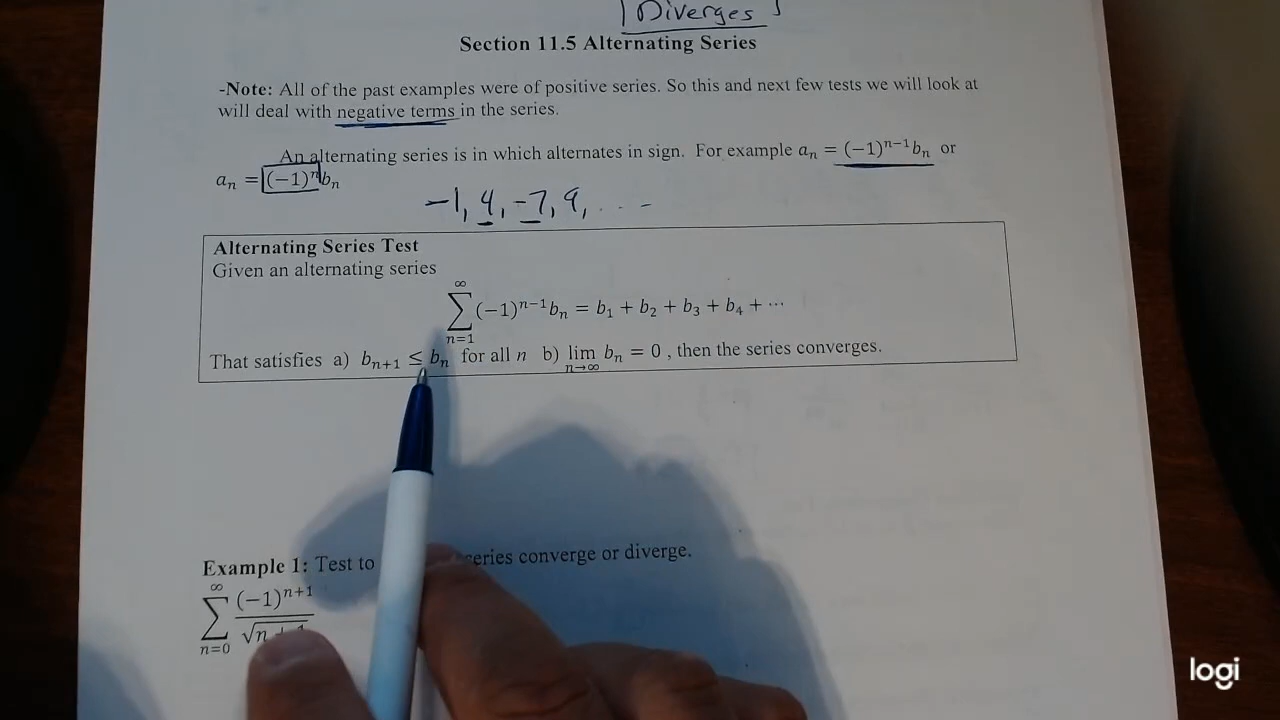 Diverges
Section 11.5 Alternating Series
-Note: All of the past examples were of positive series. So this and next few tests we will look at
will deal with negative terms in the series.
An alternating series is in which alternates in sign. For example aₙ = (−1)ⁿ⁻¹bₙ or
aₙ = (−1)ⁿbₙ
−1, 4, −7, 9, . . . -
Alternating Series Test
Given an alternating series
∑_{n=1}^{∞} (−1)ⁿ⁻¹bₙ = b₁ + b₂ + b₃ + b₄ + ⋯
That satisfies a) bₙ₊₁ ≤ bₙ for all n b) lim_{n→∞} bₙ = 0 , then the series converges.
Example 1: Test to series converge or diverge.
∑_{n=0}^{∞} (−1)ⁿ⁺¹ / √n +
logi